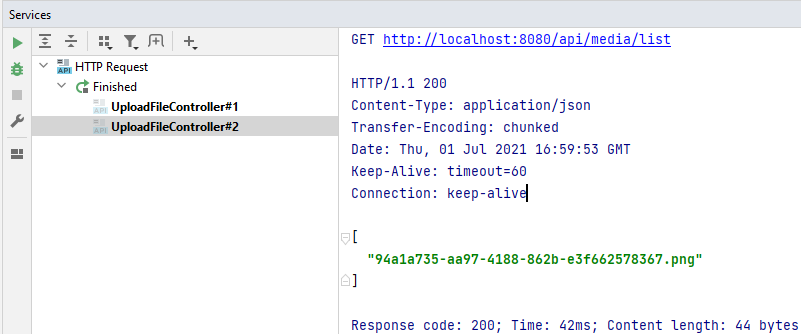 Services
HTTP Request
Finished
UploadFileController#1
UploadFileController#2
GET http://localhost:8080/api/media/list
HTTP/1.1 200
Content-Type: application/json
Transfer-Encoding: chunked
Date: Thu, 01 Jul 2021 16:59:53 GMT
Keep-Alive: timeout=60
Connection: keep-alive
[
"94a1a735-aa97-4188-862b-e3f662578367.png"
]
Response code: 200; Time: 42ms; Content length: 44 bytes